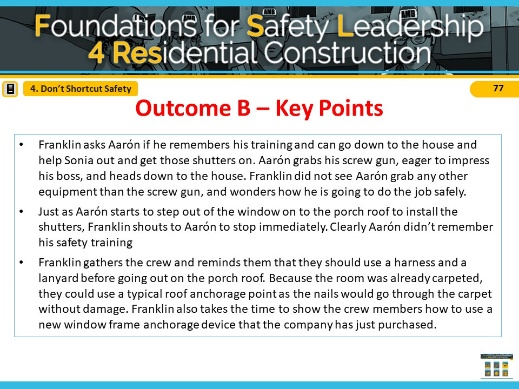 Foundations for Safety Leadership
4 Residential Construction
4. Don't Shortcut Safety
77
Outcome B – Key Points
• Franklin asks Aarón if he remembers his training and can go down to the house and
help Sonia out and get those shutters on. Aarón grabs his screw gun, eager to impress
his boss, and heads down to the house. Franklin did not see Aarón grab any other
equipment than the screw gun, and wonders how he is going to do the job safely.
• Just as Aarón starts to step out of the window on to the porch roof to install the
shutters, Franklin shouts to Aarón to stop immediately. Clearly Aarón didn't remember
his safety training
• Franklin gathers the crew and reminds them that they should use a harness and a
lanyard before going out on the porch roof. Because the room was already carpeted,
they could use a typical roof anchorage point as the nails would go through the carpet
without damage. Franklin also takes the time to show the crew members how to use a
new window frame anchorage device that the company has just purchased.